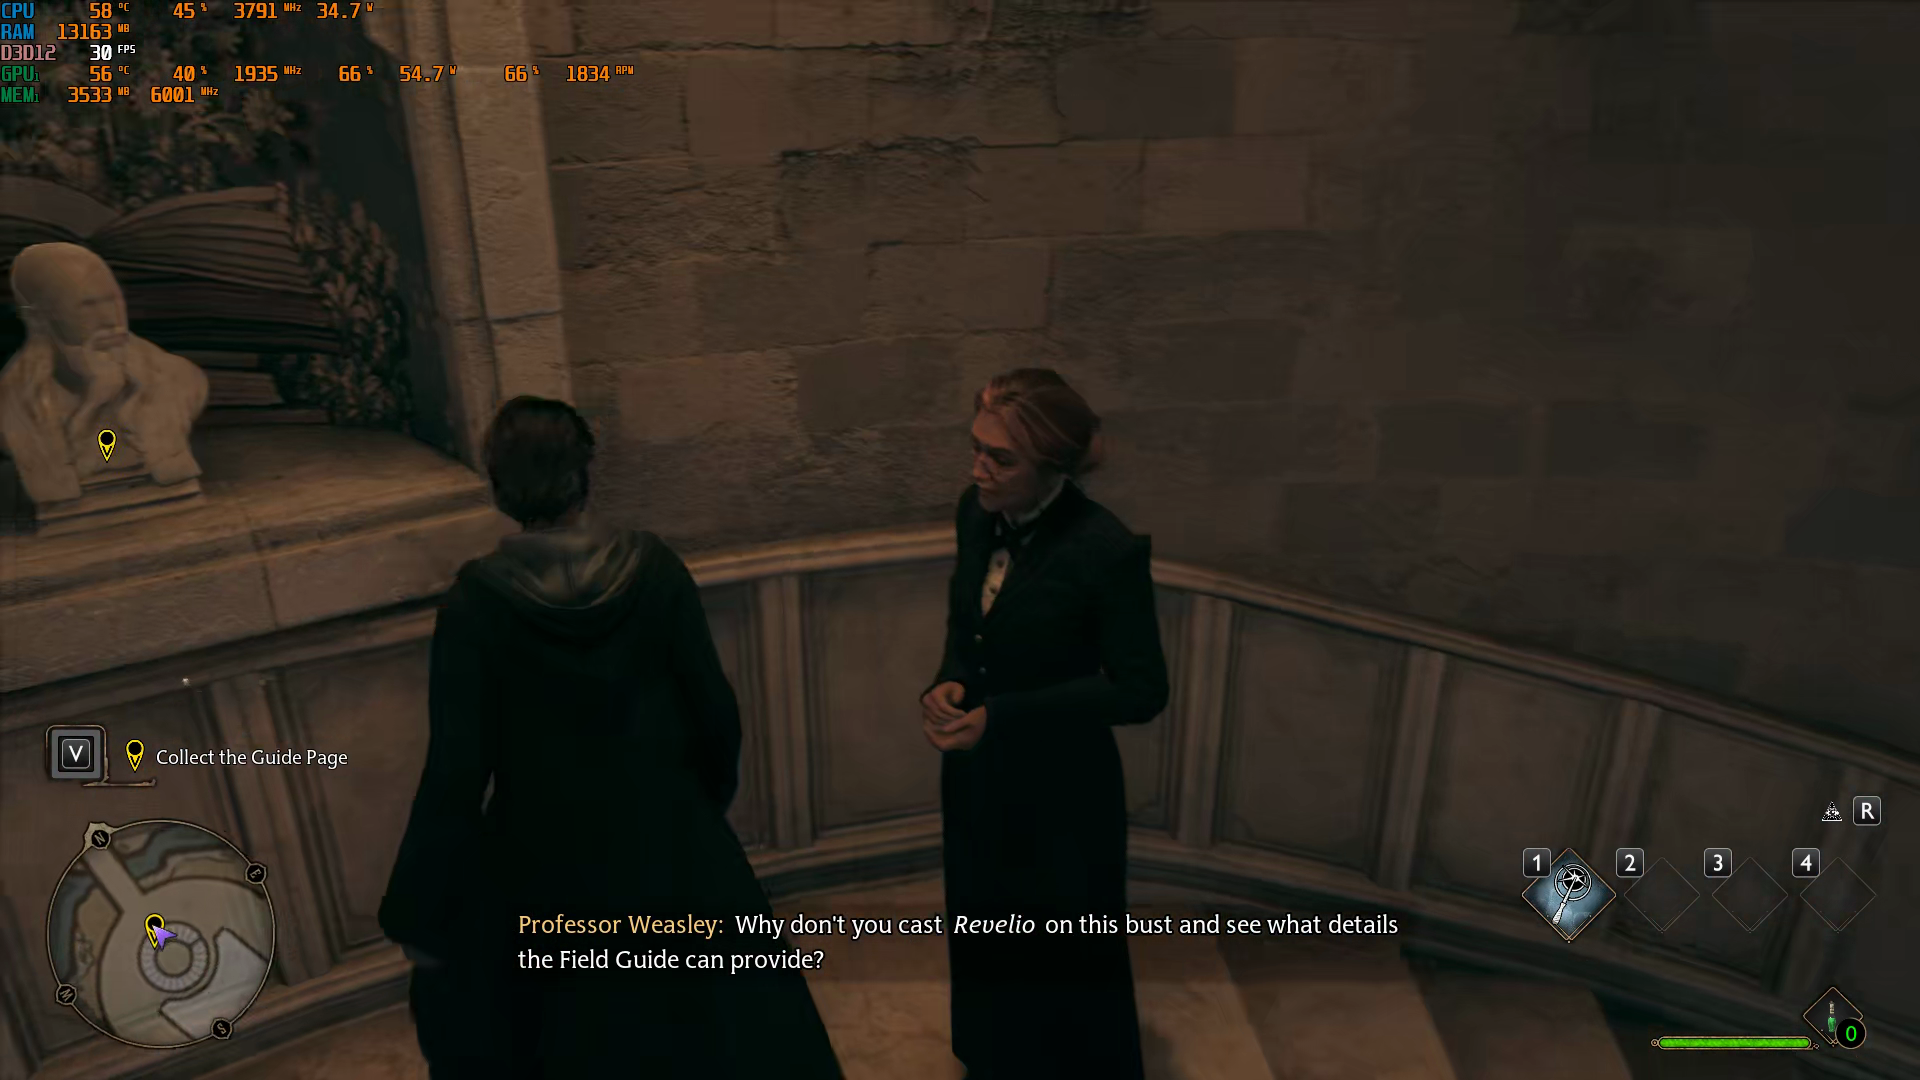 CPU 58 °C 45 % 3791 MHz 34.7 W
RAM 13163 MB
D3D12 30 FPS
GPU1 56 °C 40 % 1935 MHz 66 % 54.7 W 66 % 1834 RPM
MEM1 3533 MB 6001 MHz
V Collect the Guide Page
N
E
W
S
R
1 2 3 4
Professor Weasley: Why don't you cast Revelio on this bust and see what details
the Field Guide can provide?
0